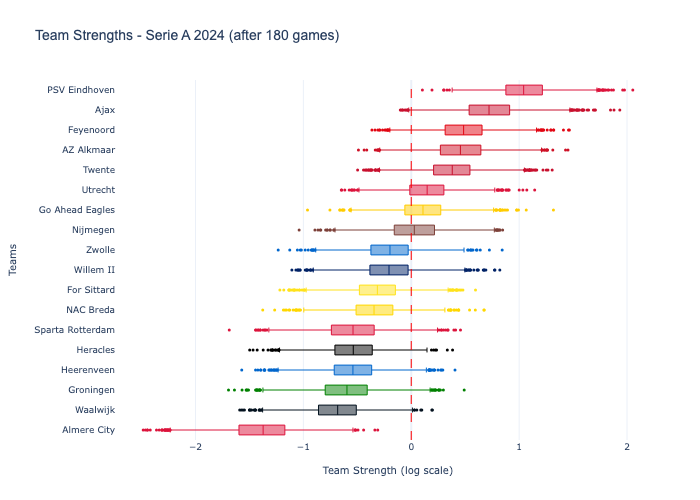 Team Strengths - Serie A 2024 (after 180 games)
PSV Eindhoven
Ajax
Feyenoord
AZ Alkmaar
Twente
Utrecht
Go Ahead Eagles
Nijmegen
Zwolle
Willem II
For Sittard
NAC Breda
Sparta Rotterdam
Heracles
Heerenveen
Groningen
Waalwijk
Almere City
Teams
−2 −1 0 1 2
Team Strength (log scale)